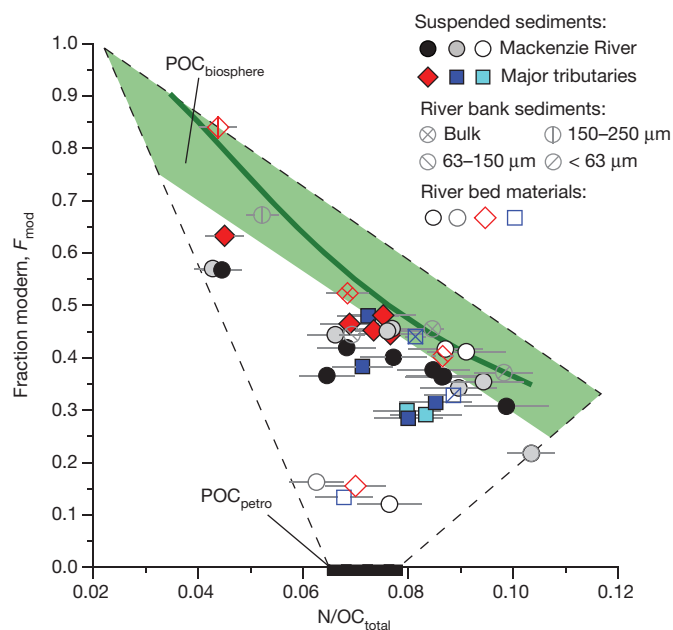 Suspended sediments:
Mackenzie River
Major tributaries
River bank sediments:
Bulk 150–250 μm
63–150 μm < 63 μm
River bed materials:
POCbiosphere
POCpetro
Fraction modern, Fmod
1.0
0.9
0.8
0.7
0.6
0.5
0.4
0.3
0.2
0.1
0.0
0.02 0.04 0.06 0.08 0.10 0.12
N/OCtotal